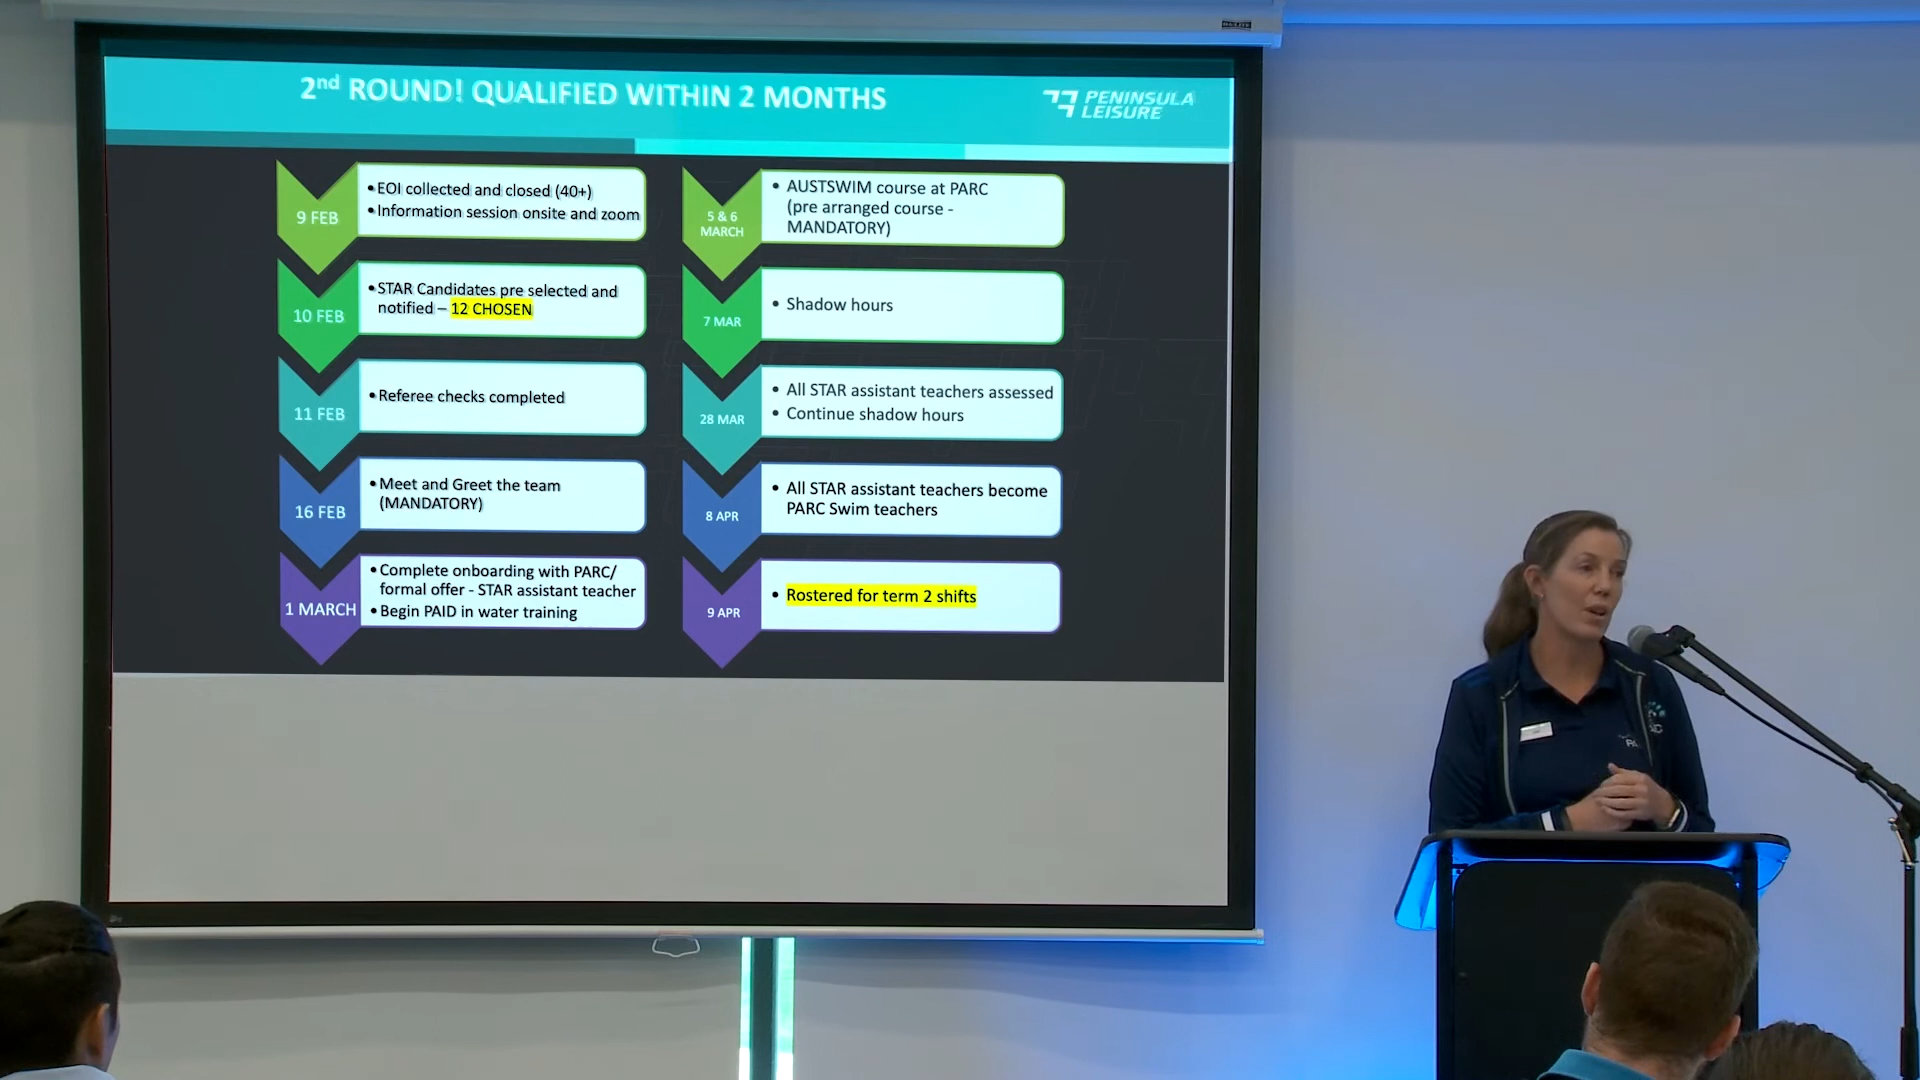 2nd ROUND! QUALIFIED WITHIN 2 MONTHS
PENINSULA
LEISURE
9 FEB
•EOI collected and closed (40+)
•Information session onsite and zoom
10 FEB
•STAR Candidates pre selected and
notified – 12 CHOSEN
11 FEB
•Referee checks completed
16 FEB
•Meet and Greet the team
(MANDATORY)
1 MARCH
•Complete onboarding with PARC/
formal offer - STAR assistant teacher
•Begin PAID in water training
5 & 6
MARCH
• AUSTSWIM course at PARC
(pre arranged course -
MANDATORY)
7 MAR
• Shadow hours
28 MAR
• All STAR assistant teachers assessed
• Continue shadow hours
8 APR
• All STAR assistant teachers become
PARC Swim teachers
9 APR
• Rostered for term 2 shifts